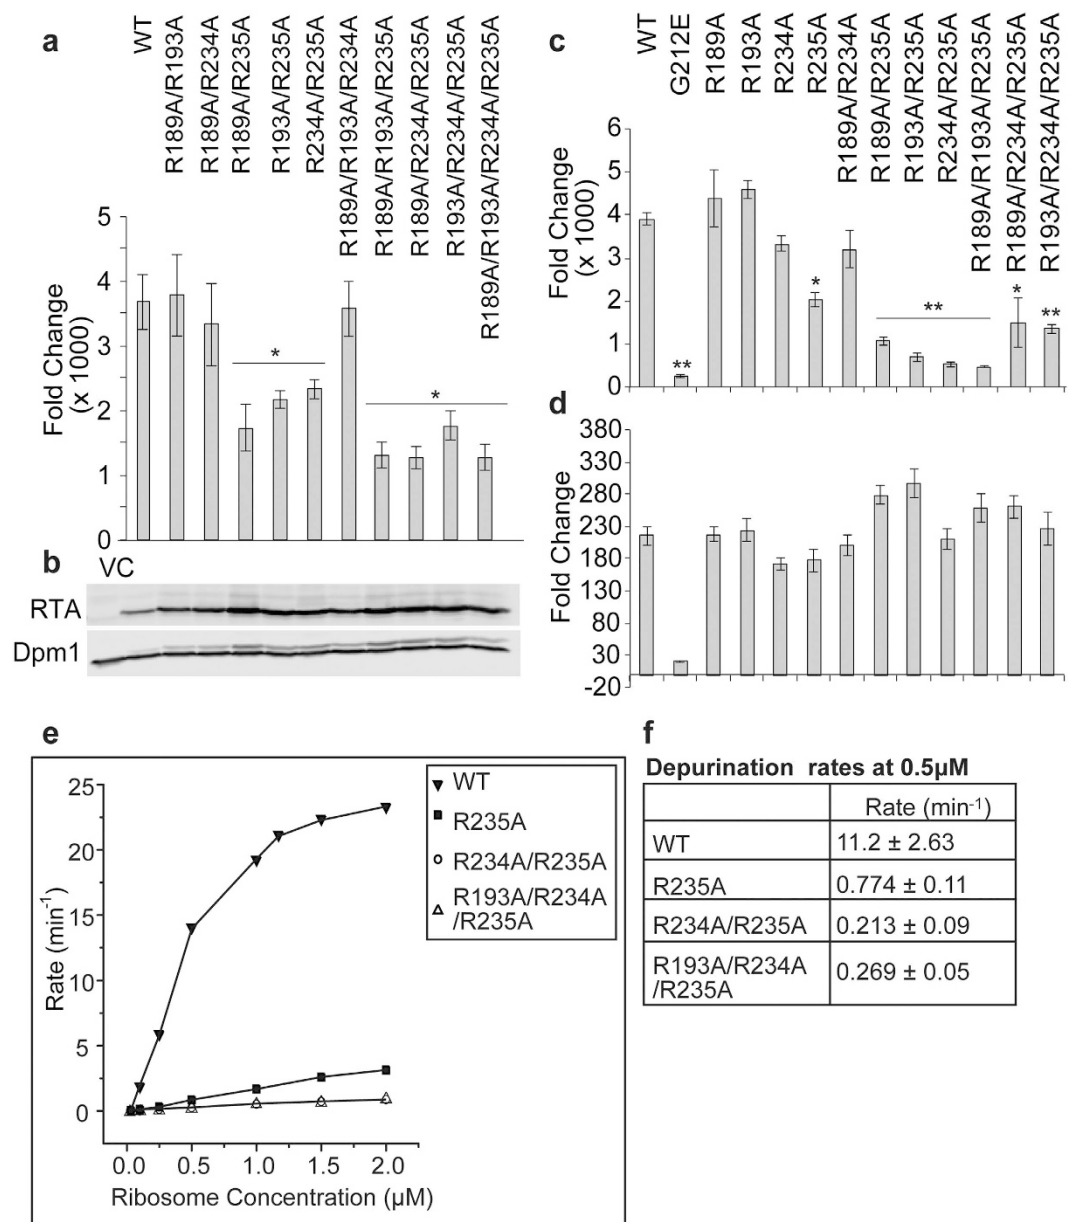 a
WT
R189A/R193A
R189A/R234A
R189A/R235A
R193A/R235A
R234A/R235A
R189A/R193A/R234A
R189A/R193A/R235A
R189A/R234A/R235A
R193A/R234A/R235A
R189A/R193A/R234A/R235A
Fold Change
(x 1000)
5
4
3
2
1
0
*
*
b
VC
RTA
Dpm1
c
WT
G212E
R189A
R193A
R234A
R235A
R189A/R234A
R189A/R235A
R193A/R235A
R234A/R235A
R189A/R193A/R235A
R189A/R234A/R235A
R193A/R234A/R235A
Fold Change
(x 1000)
6
5
4
3
2
1
0
**
*
**
*
**
d
Fold Change
380
330
280
230
180
130
80
30
-20
e
Rate (min-1)
25
20
15
10
5
0
0.0 0.5 1.0 1.5 2.0
Ribosome Concentration (µM)
WT
R235A
R234A/R235A
R193A/R234A
/R235A
f
Depurination rates at 0.5µM
Rate (min-1)
WT 11.2 ± 2.63
R235A 0.774 ± 0.11
R234A/R235A 0.213 ± 0.09
R193A/R234A 0.269 ± 0.05
/R235A